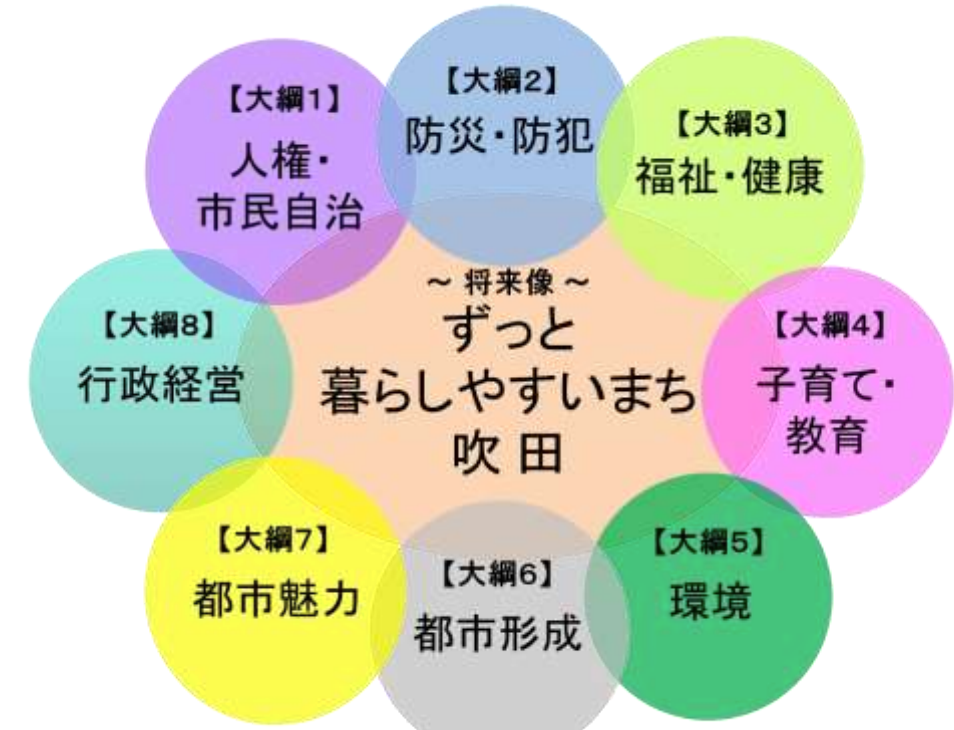 【大綱1】
人権・
市民自治
【大綱2】
防災・防犯
【大綱3】
福祉・健康
【大綱4】
子育て・
教育
【大綱5】
環境
【大綱6】
都市形成
【大綱7】
都市魅力
【大綱8】
行政経営
～ 将来像 ～
ずっと
暮らしやすいまち
吹 田